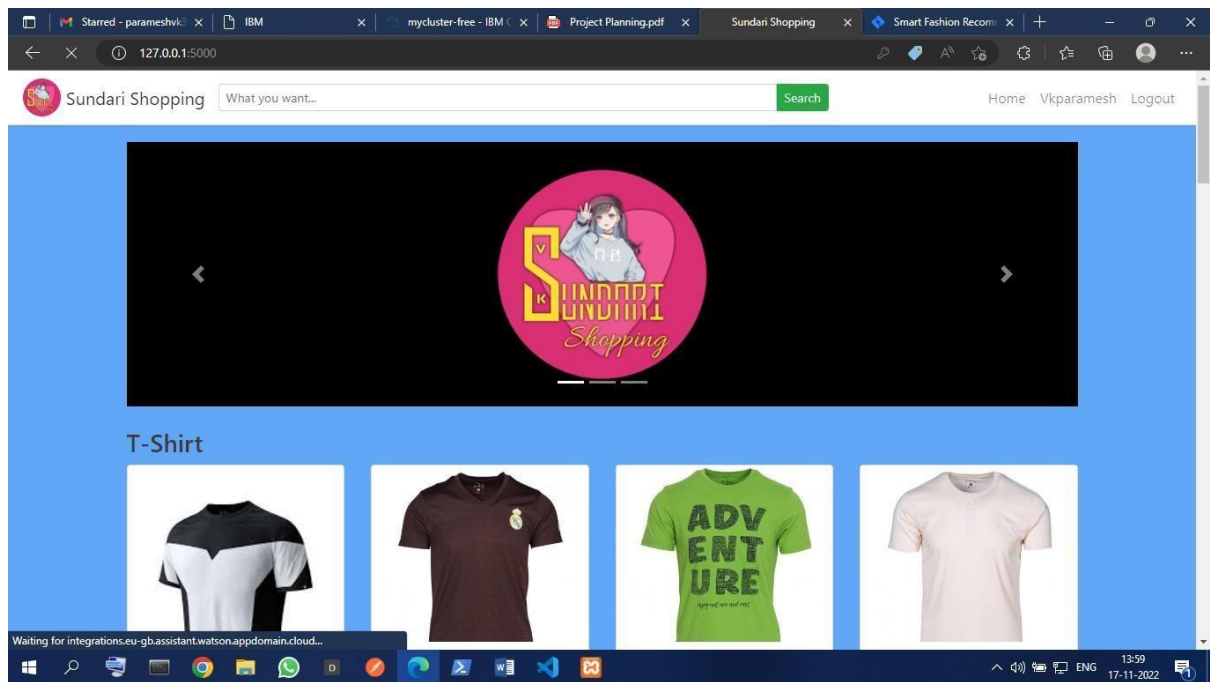 Starred - parameshvk3
IBM
mycluster-free - IBM C
Project Planning.pdf
Sundari Shopping
Smart Fashion Recom
127.0.0.1:5000
Sundari Shopping
What you want...
Search
Home Vkparamesh Logout
V
K
SUNDARI
Shopping
T-Shirt
ADV
ENT
URE
Waiting for integrations.eu-gb.assistant.watson.appdomain.cloud...
ENG
13:59
17-11-2022